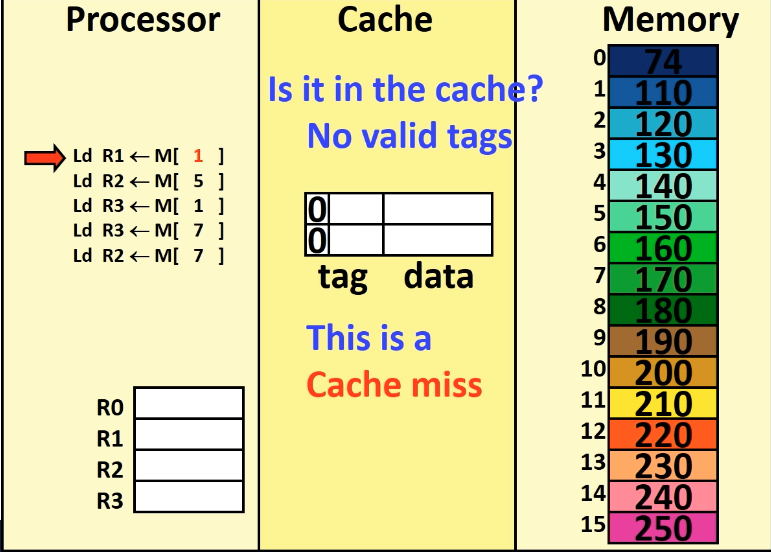 Processor
Ld R1 ← M[ 1 ]
Ld R2 ← M[ 5 ]
Ld R3 ← M[ 1 ]
Ld R3 ← M[ 7 ]
Ld R2 ← M[ 7 ]
R0
R1
R2
R3
Cache
Is it in the cache?
No valid tags
0
0
tag data
This is a
Cache miss
Memory
0 74
1 110
2 120
3 130
4 140
5 150
6 160
7 170
8 180
9 190
10 200
11 210
12 220
13 230
14 240
15 250